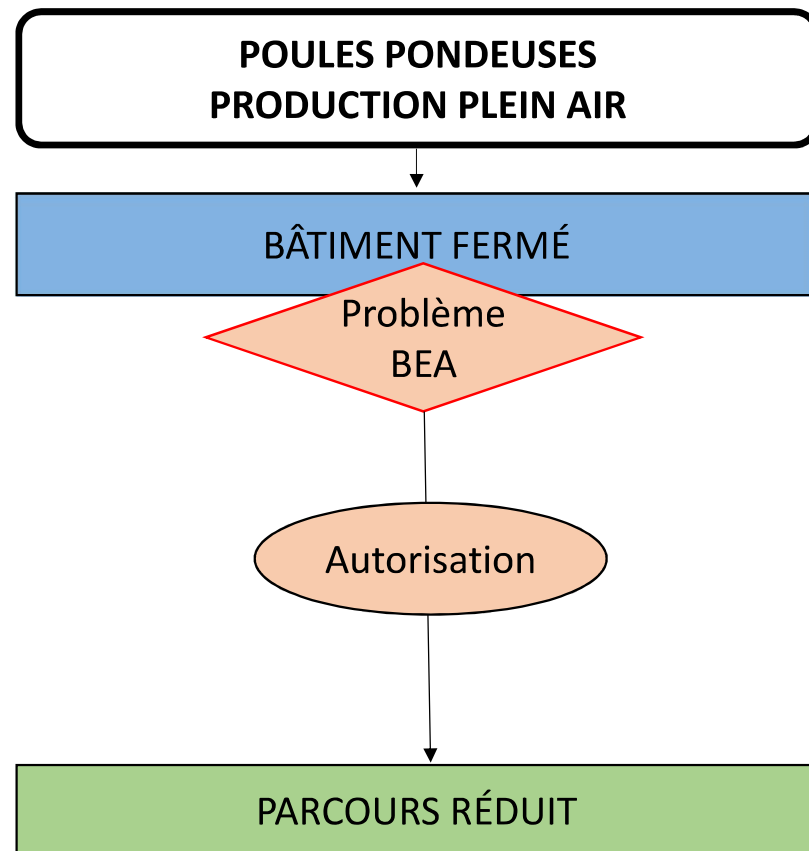 POULES PONDEUSES
PRODUCTION PLEIN AIR
BÂTIMENT FERMÉ
Problème
BEA
Autorisation
PARCOURS RÉDUIT